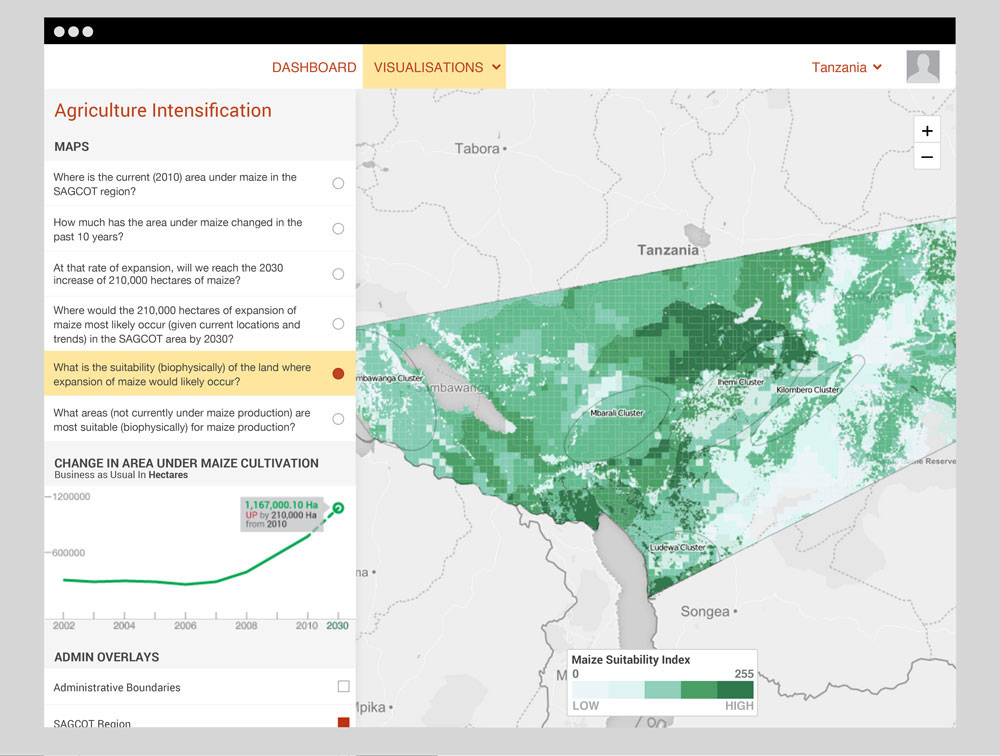 DASHBOARD
VISUALISATIONS
Tanzania
Agriculture Intensification
MAPS
Where is the current (2010) area under maize in the
SAGCOT region?
How much has the area under maize changed in the
past 10 years?
At that rate of expansion, will we reach the 2030
increase of 210,000 hectares of maize?
Where would the 210,000 hectares of expansion of
maize most likely occur (given current locations and
trends) in the SAGCOT area by 2030?
What is the suitability (biophysically) of the land where
expansion of maize would likely occur?
What areas (not currently under maize production) are
most suitable (biophysically) for maize production?
CHANGE IN AREA UNDER MAIZE CULTIVATION
Business as Usual In Hectares
1200000
1,167,000.10 Ha
UP by 210,000 Ha
from 2010
600000
2002 2004 2006 2008 2010 2030
ADMIN OVERLAYS
Administrative Boundaries
SAGCOT Region
+
−
Tabora
Tanzania
mbawanga Cluster
Sumbawanga
Mbarali Cluster
Ihemi Cluster
Kilombero Cluster
me Reserve
Ludewa Cluster
na
Songea
M
Mpika
Maize Suitability Index
0 255
LOW HIGH